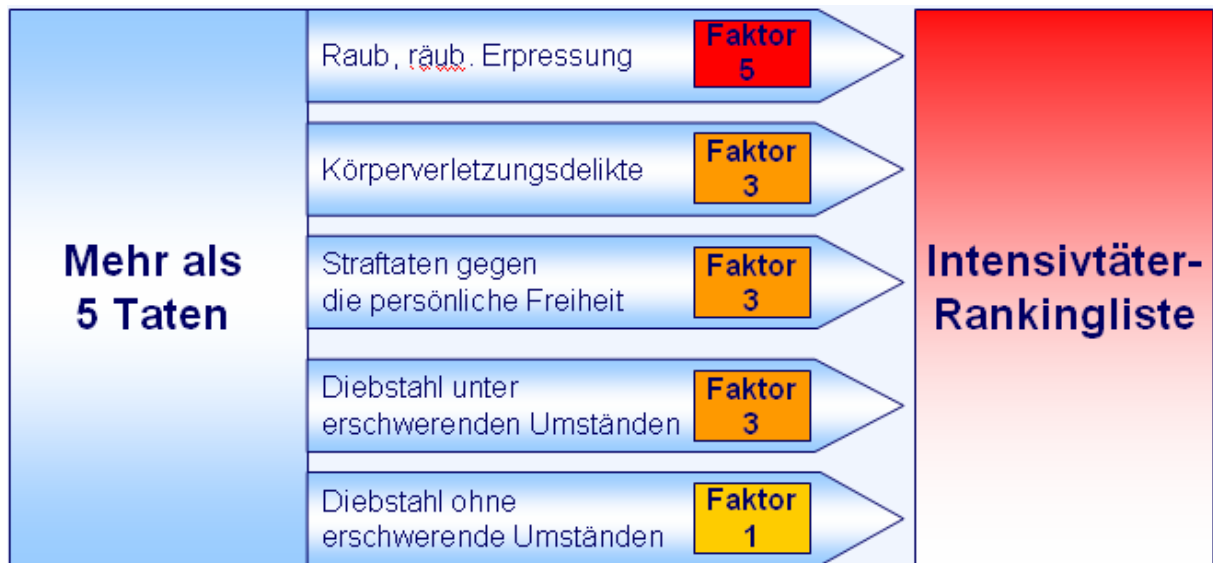 Mehr als
5 Taten
Raub, räub. Erpressung
Faktor
5
Körperverletzungsdelikte
Faktor
3
Straftaten gegen
die persönliche Freiheit
Faktor
3
Diebstahl unter
erschwerenden Umständen
Faktor
3
Diebstahl ohne
erschwerende Umständen
Faktor
1
Intensivtäter-
Rankingliste